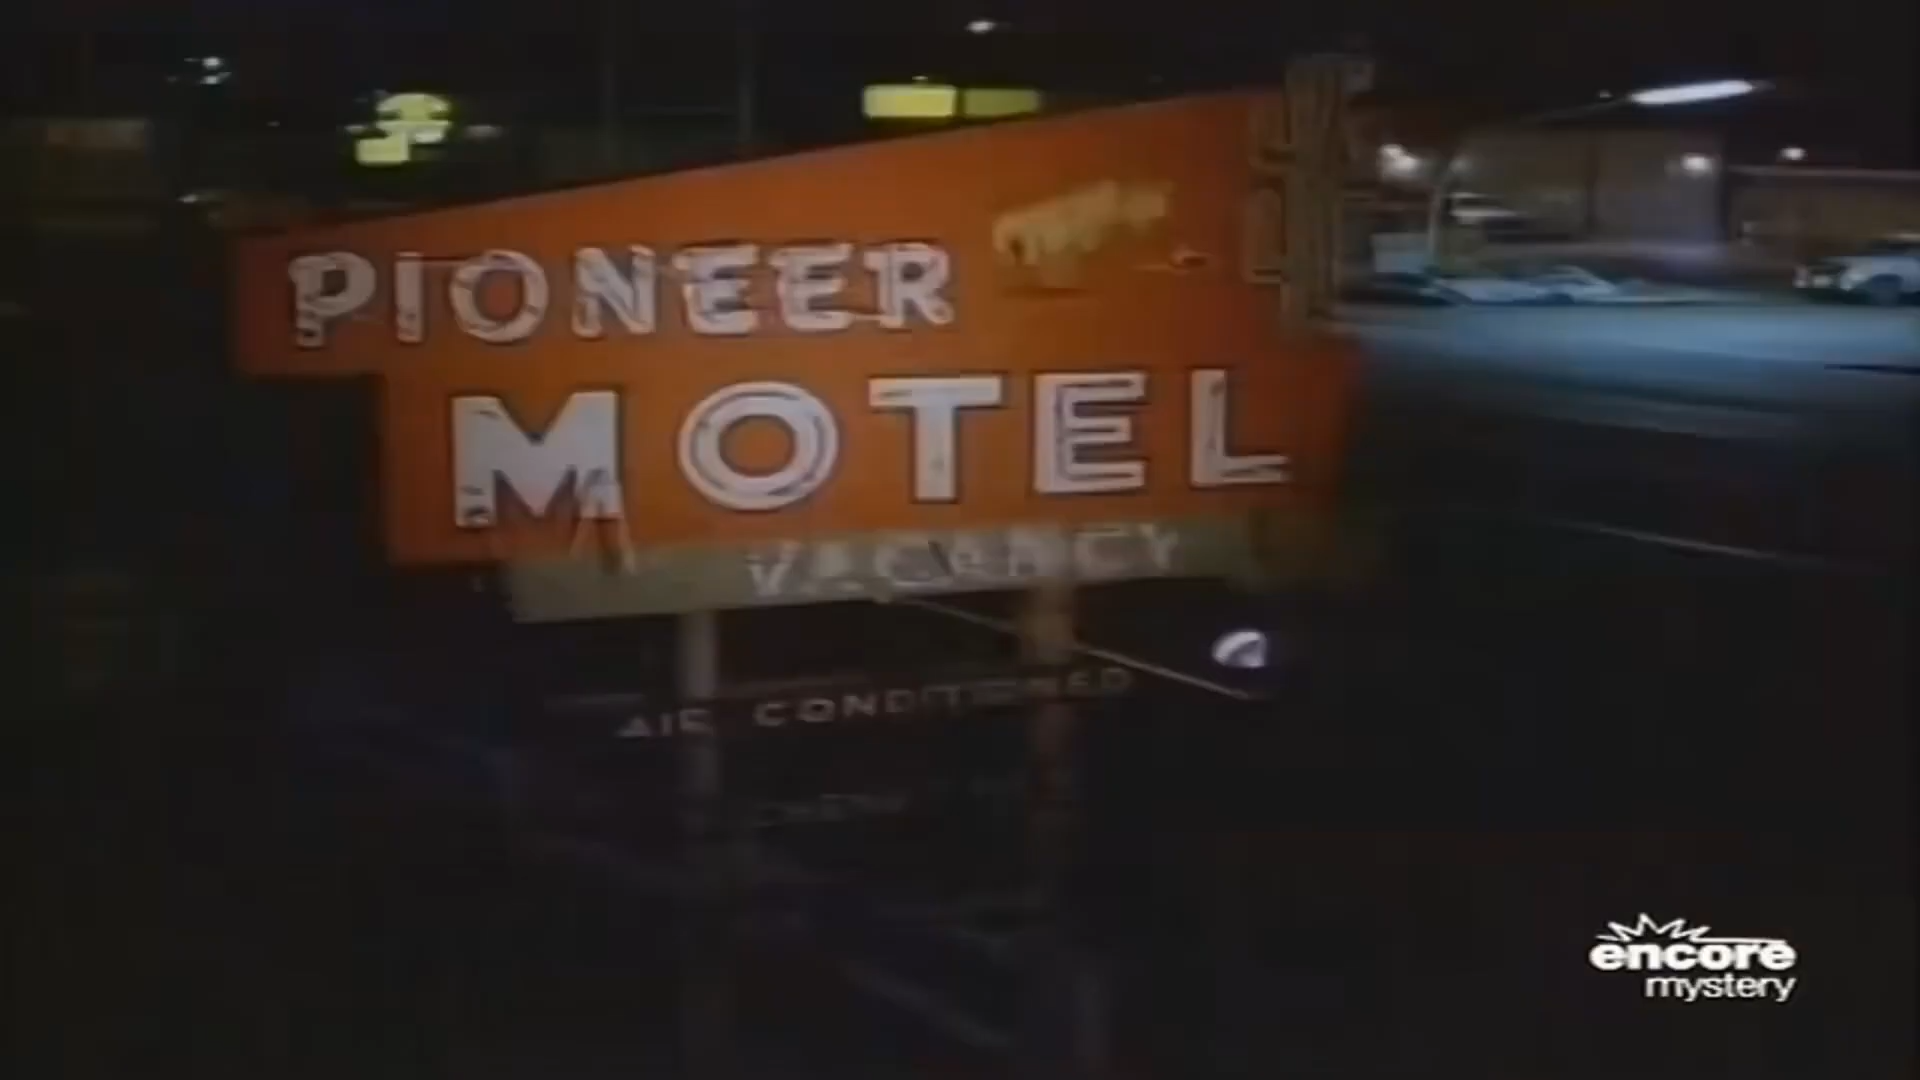 PIONEER
MOTEL
VACANCY
AIR CONDITIONED
encore
mystery